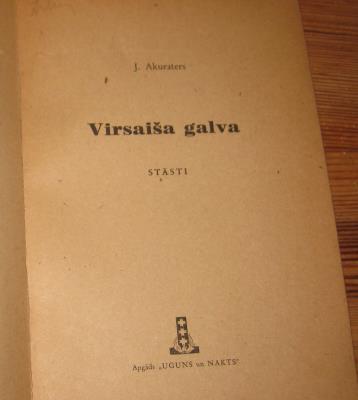 J. Akuraters
Virsaiša galva
STĀSTI
Apgāds „UGUNS un NAKTS"